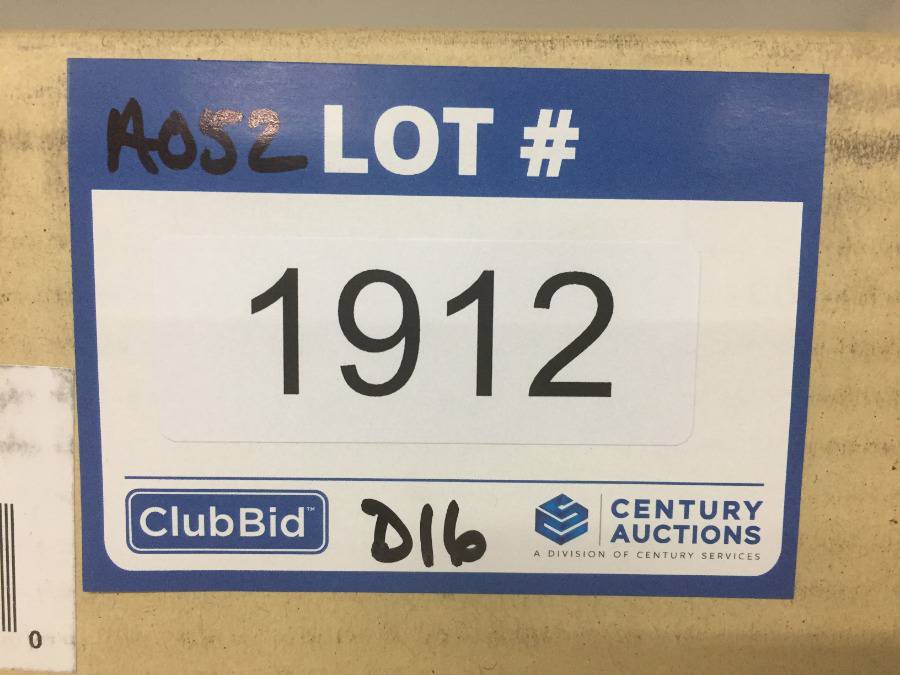 A052 LOT #
1912
ClubBid™ D16 CENTURY AUCTIONS
A DIVISION OF CENTURY SERVICES
0